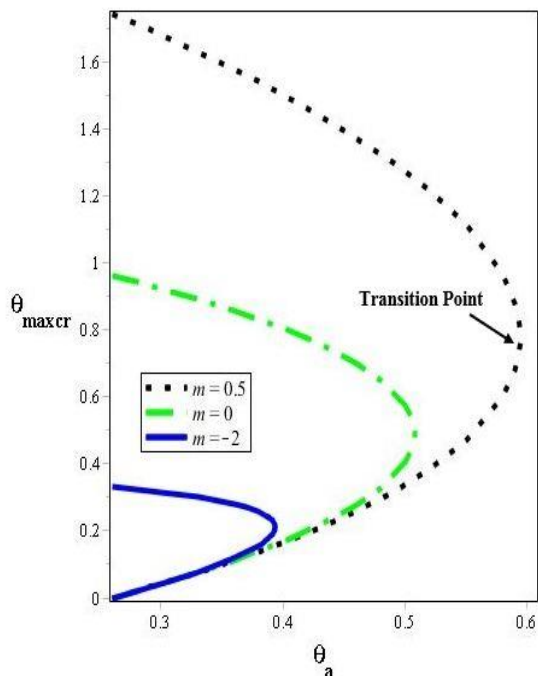 1.6
1.4
1.2
1
θmaxcr
Transition Point
0.8
m = 0.5
m = 0
m = −2
0.6
0.4
0.2
0
0.3
0.4
0.5
0.6
θa